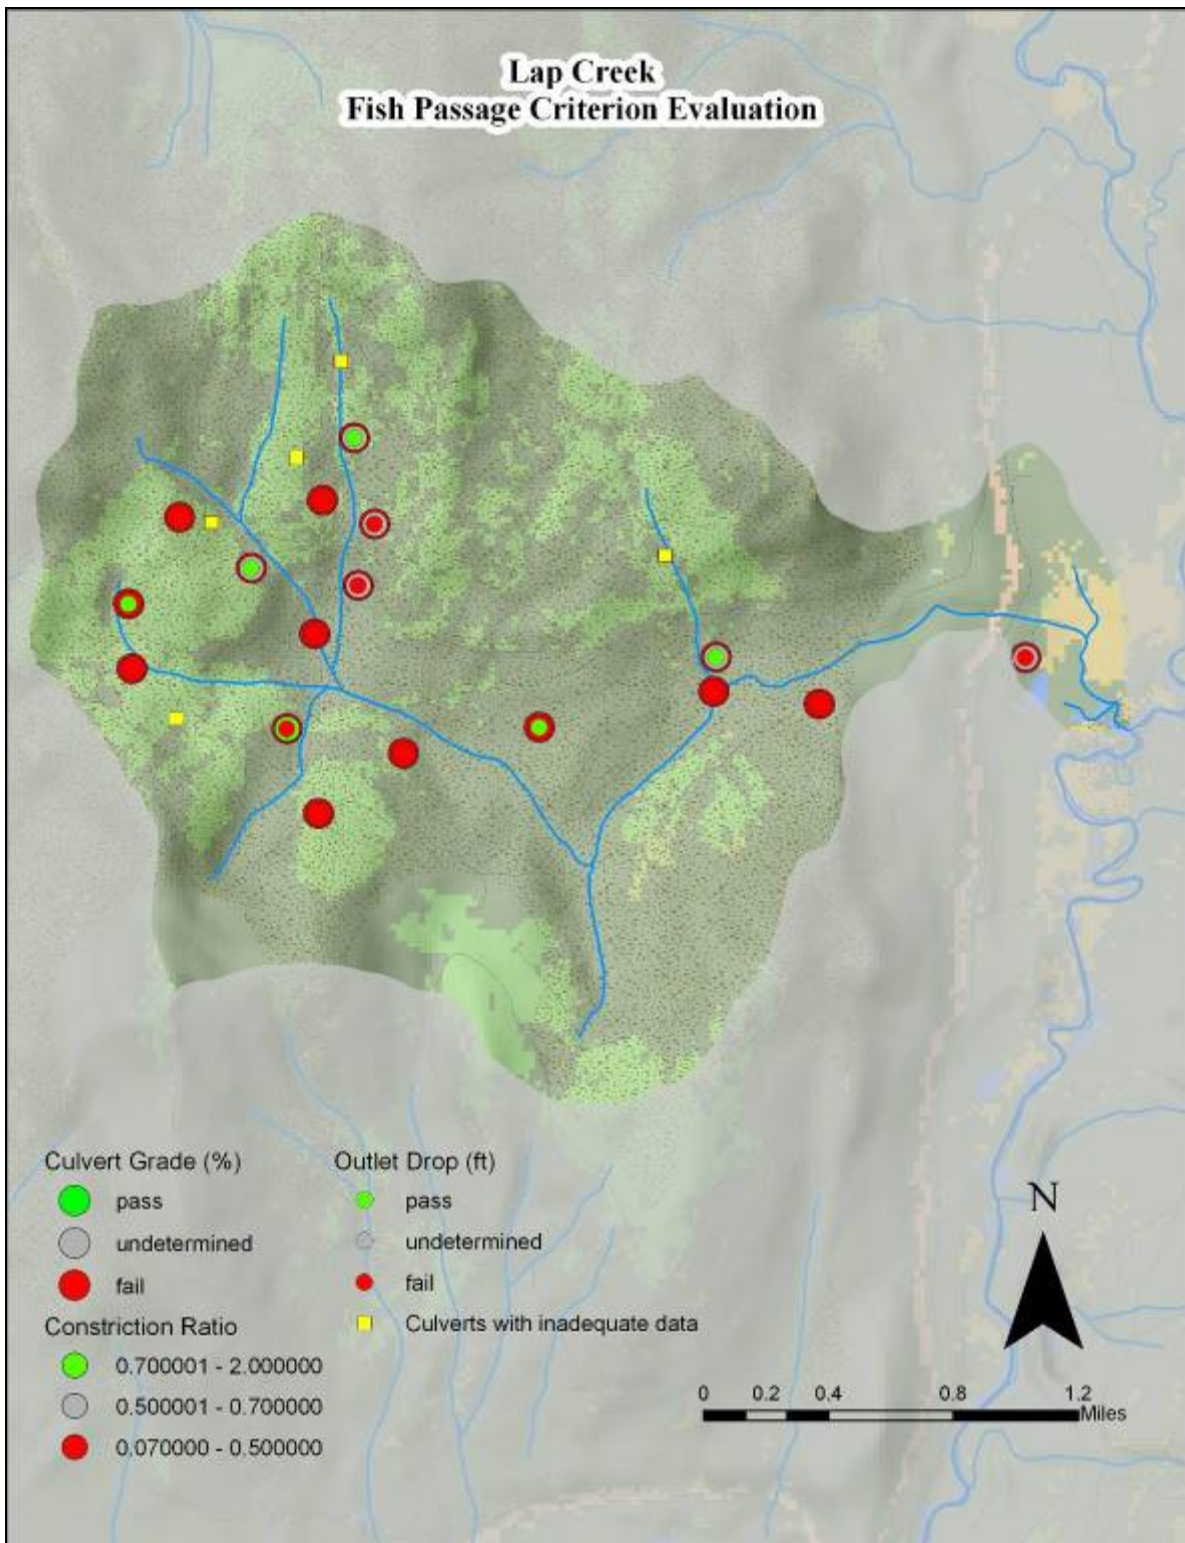 Lap Creek
Fish Passage Criterion Evaluation
Culvert Grade (%)
pass
undetermined
fail
Constriction Ratio
0.700001 - 2.000000
0.500001 - 0.700000
0.070000 - 0.500000
Outlet Drop (ft)
pass
undetermined
fail
Culverts with inadequate data
N
0 0.2 0.4 0.8 1.2
Miles